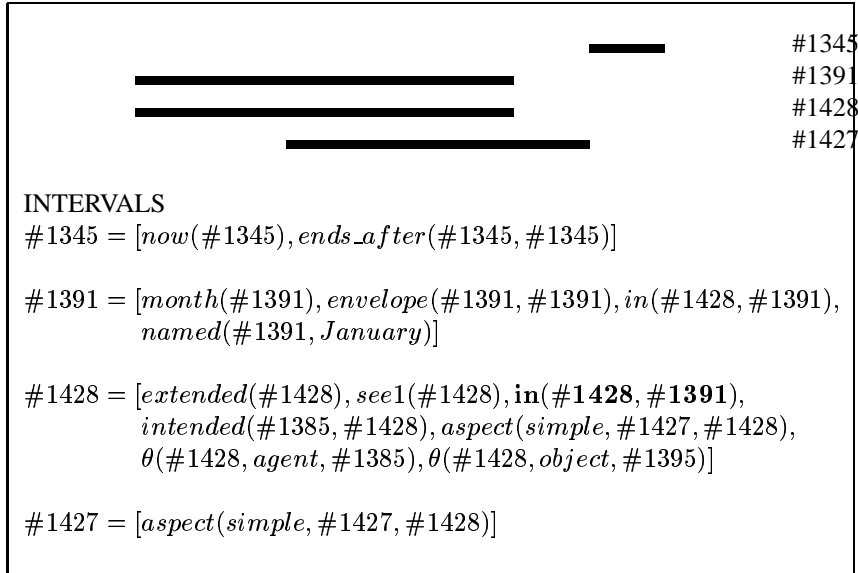 #1345
#1391
#1428
#1427
INTERVALS
#1345 = [now(#1345), ends_after(#1345, #1345)]
#1391 = [month(#1391), envelope(#1391, #1391), in(#1428, #1391),
named(#1391, January)]
#1428 = [extended(#1428), see1(#1428), in(#1428, #1391),
intended(#1385, #1428), aspect(simple, #1427, #1428),
θ(#1428, agent, #1385), θ(#1428, object, #1395)]
#1427 = [aspect(simple, #1427, #1428)]